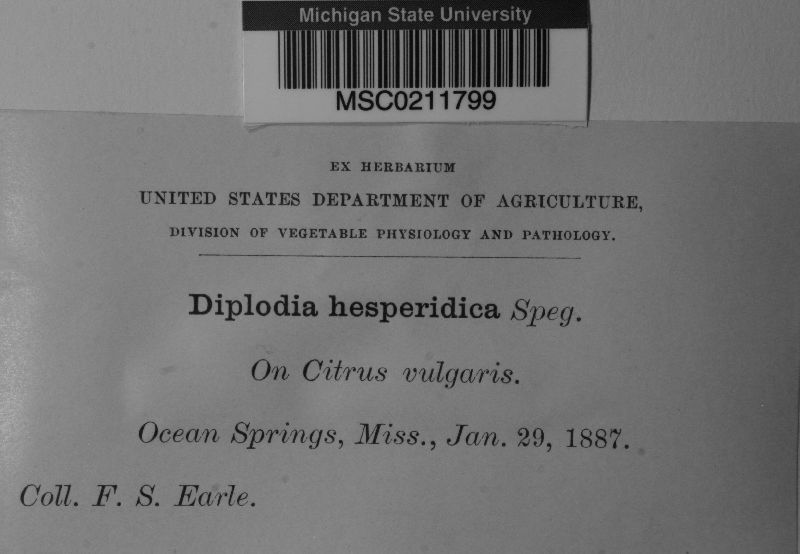 Michigan State University
MSC0211799
EX HERBARIUM
UNITED STATES DEPARTMENT OF AGRICULTURE,
DIVISION OF VEGETABLE PHYSIOLOGY AND PATHOLOGY.
Diplodia hesperidica Speg.
On Citrus vulgaris.
Ocean Springs, Miss., Jan. 29, 1887.
Coll. F. S. Earle.